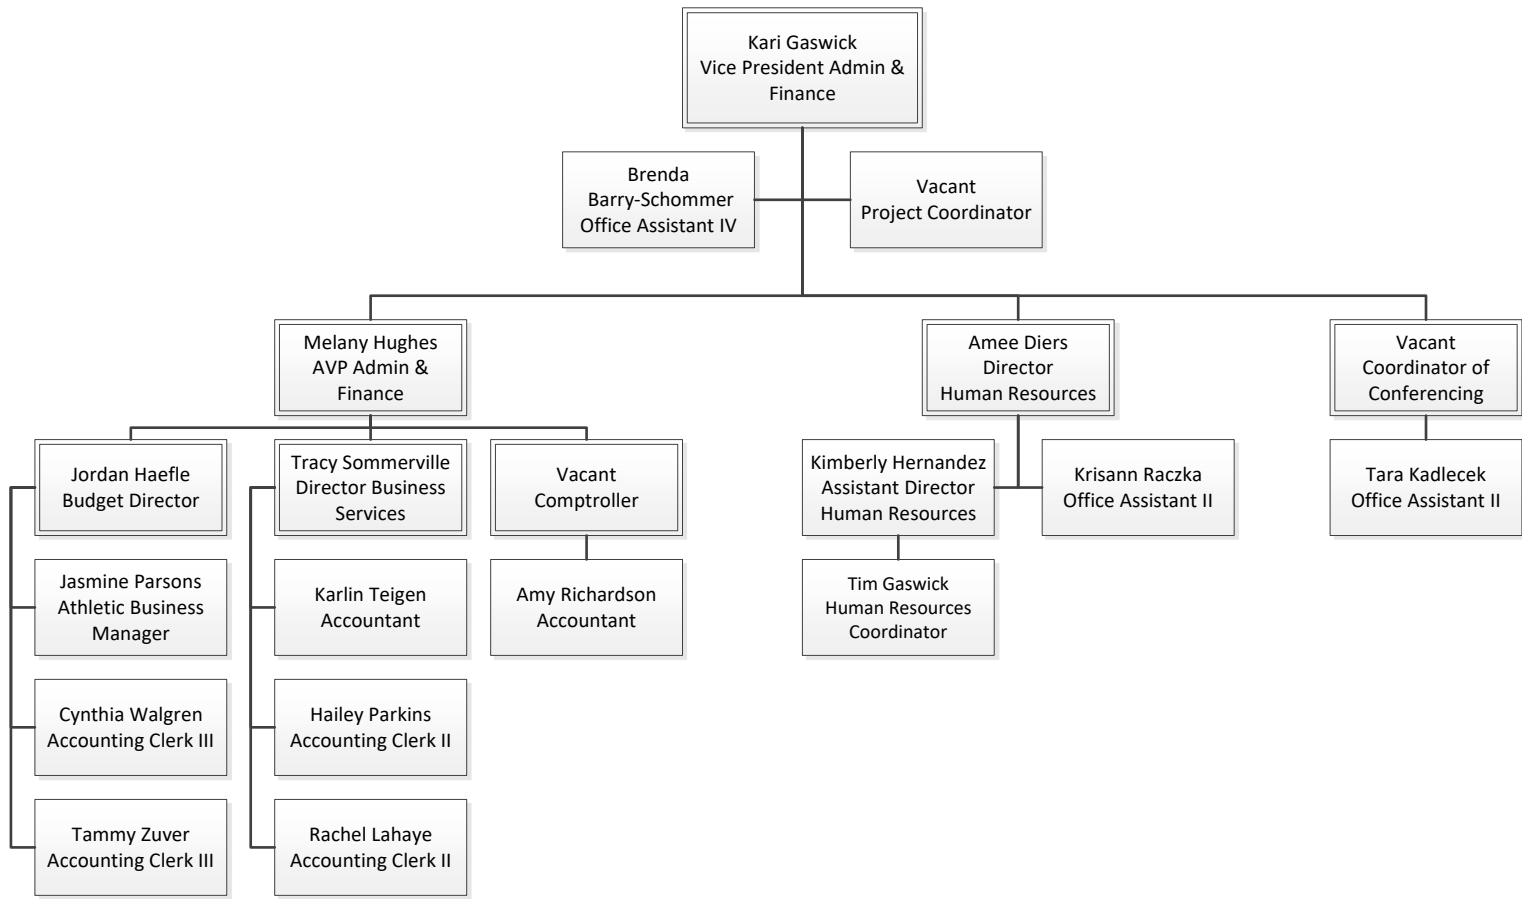 Kari Gaswick
Vice President Admin &
Finance
Brenda
Barry-Schommer
Office Assistant IV
Vacant
Project Coordinator
Melany Hughes
AVP Admin &
Finance
Amee Diers
Director
Human Resources
Vacant
Coordinator of
Conferencing
Jordan Haefle
Budget Director
Tracy Sommerville
Director Business
Services
Vacant
Comptroller
Kimberly Hernandez
Assistant Director
Human Resources
Krisann Raczka
Office Assistant II
Tara Kadlecek
Office Assistant II
Jasmine Parsons
Athletic Business
Manager
Karlin Teigen
Accountant
Amy Richardson
Accountant
Tim Gaswick
Human Resources
Coordinator
Cynthia Walgren
Accounting Clerk III
Hailey Parkins
Accounting Clerk II
Tammy Zuver
Accounting Clerk III
Rachel Lahaye
Accounting Clerk II